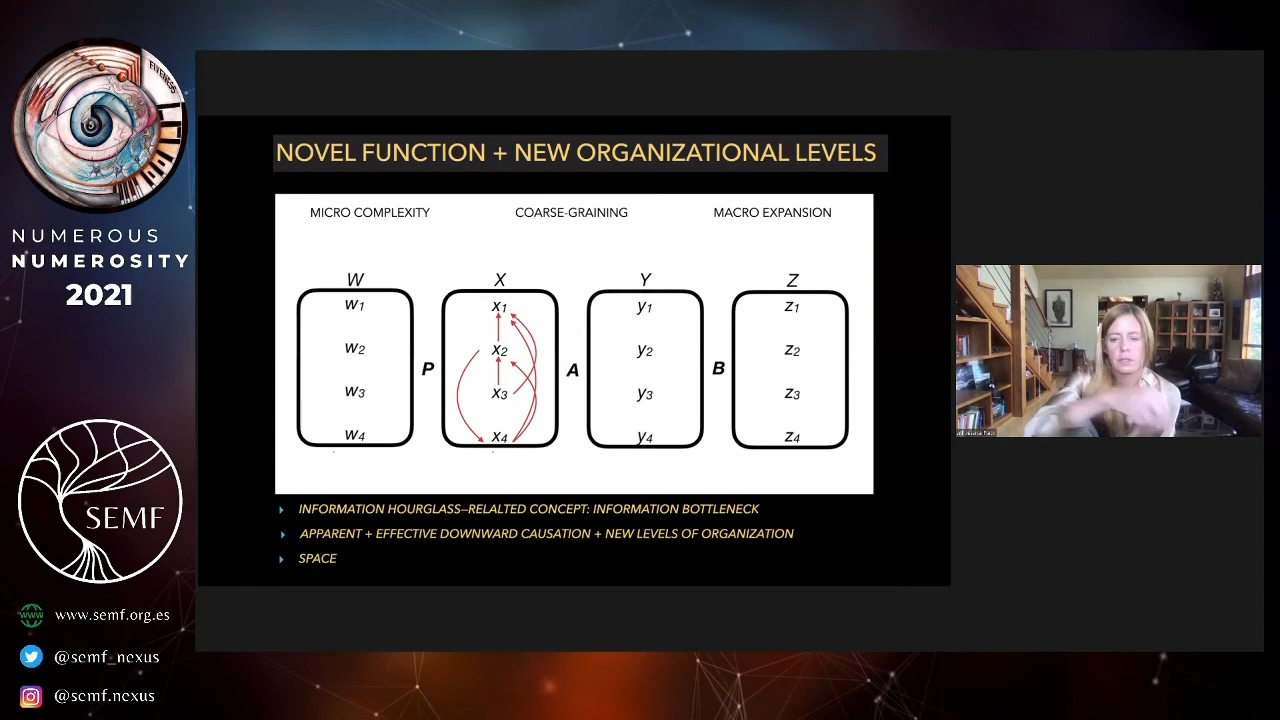 FIVENESS
NUMEROUS
NUMEROSITY
2021
SEMF
www.semf.org.es
@semf_nexus
@semf.nexus
NOVEL FUNCTION + NEW ORGANIZATIONAL LEVELS
MICRO COMPLEXITY COARSE-GRAINING MACRO EXPANSION
W X Y Z
w1 x1 y1 z1
w2 x2 y2 z2
P A B
w3 x3 y3 z3
w4 x4 y4 z4
INFORMATION HOURGLASS—RELALTED CONCEPT: INFORMATION BOTTLENECK
APPARENT + EFFECTIVE DOWNWARD CAUSATION + NEW LEVELS OF ORGANIZATION
SPACE